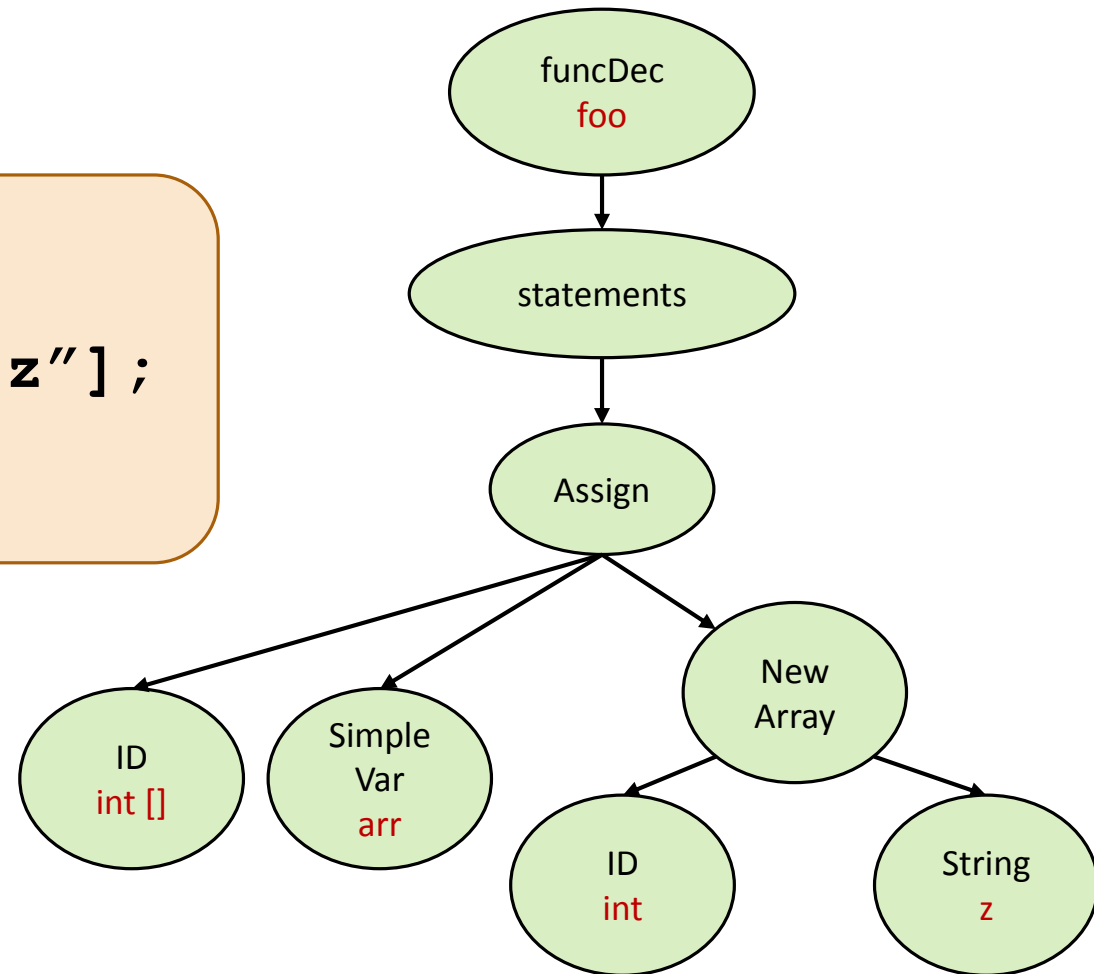 funcDec
foo
statements
z″];
Assign
New
Array
Simple
Var
arr
ID
int []
ID
int
String
z